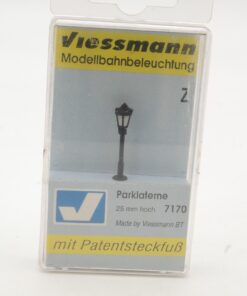 Viessmann
Modellbahnbeleuchtung
Z
Parklaterne
25 mm hoch 7170
Made by Viessmann BT
mit Patentsteckfuß